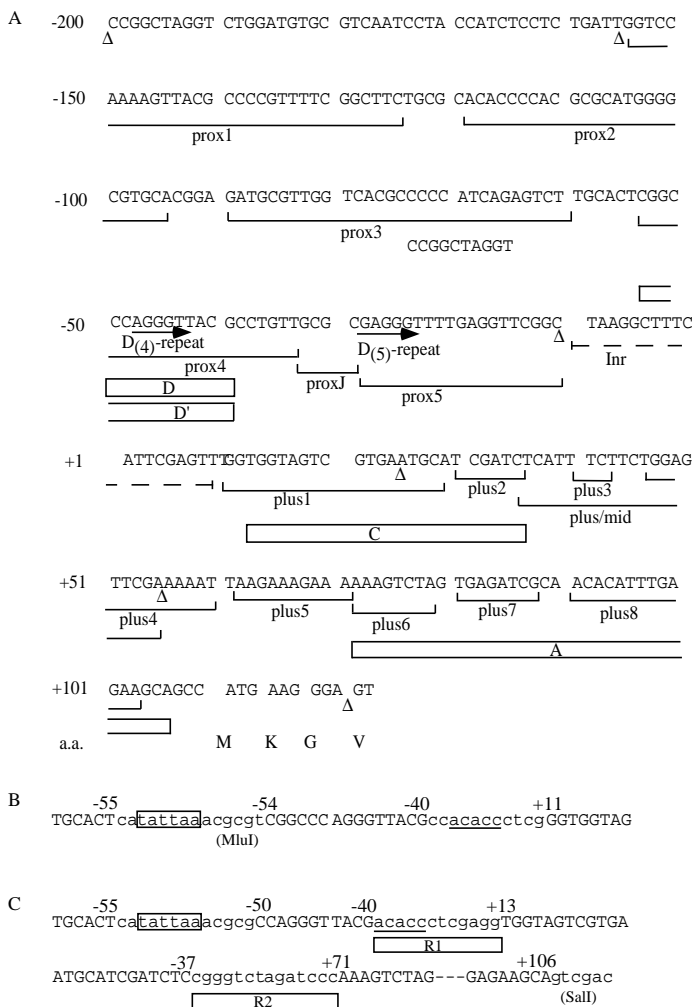 A
-200 CCGGCTAGGT CTGGATGTGC GTCAATCCTA CCATCTCCTC TGATTGGTCC
Δ Δ
-150 AAAAGTTACG CCCCGTTTTC GGCTTCTGCG CACACCCCAC GCGCATGGGG
prox1 prox2
-100 CGTGCACGGA GATGCGTTGG TCACGCCCCC ATCAGAGTCT TGCACTCGGC
prox3
CCGGCTAGGT
-50 CCAGGGTTAC GCCTGTTGCG CGAGGGTTTTGAGGTTCGGC TAAGGCTTTC
D(4)-repeat D(5)-repeat Δ Inr
prox4 proxJ prox5
D
D'
+1 ATTCGAGTTTGGTGGTAGTC GTGAATGCAT CGATCTCATT TCTTCTGGAG
Δ
plus1 plus2 plus3
plus/mid
C
+51 TTCGAAAAAT TAAGAAAGAA AAAAGTCTAG TGAGATCGCA ACACATTTGA
Δ
plus4 plus5 plus6 plus7 plus8
A
+101 GAAGCAGCC ATG AAG GGA GT
Δ
a.a. M K G V
B
-55 -54 -40 +11
TGCACTcatattaaacgcgtCGGCCCAGGGTTACGccacaccctcgGGTGGTAG
(MluI)
C
-55 -50 -40 +13
TGCACTcatattaaacgcgCCAGGGTTACGacaccctcgaggTGGTAGTCGTGA
R1
-37 +71 +106
ATGCATCGATCTCcgggtctagatcccAAAGTCTAG---GAGAAGCAgtcgac
R2 (SalI)